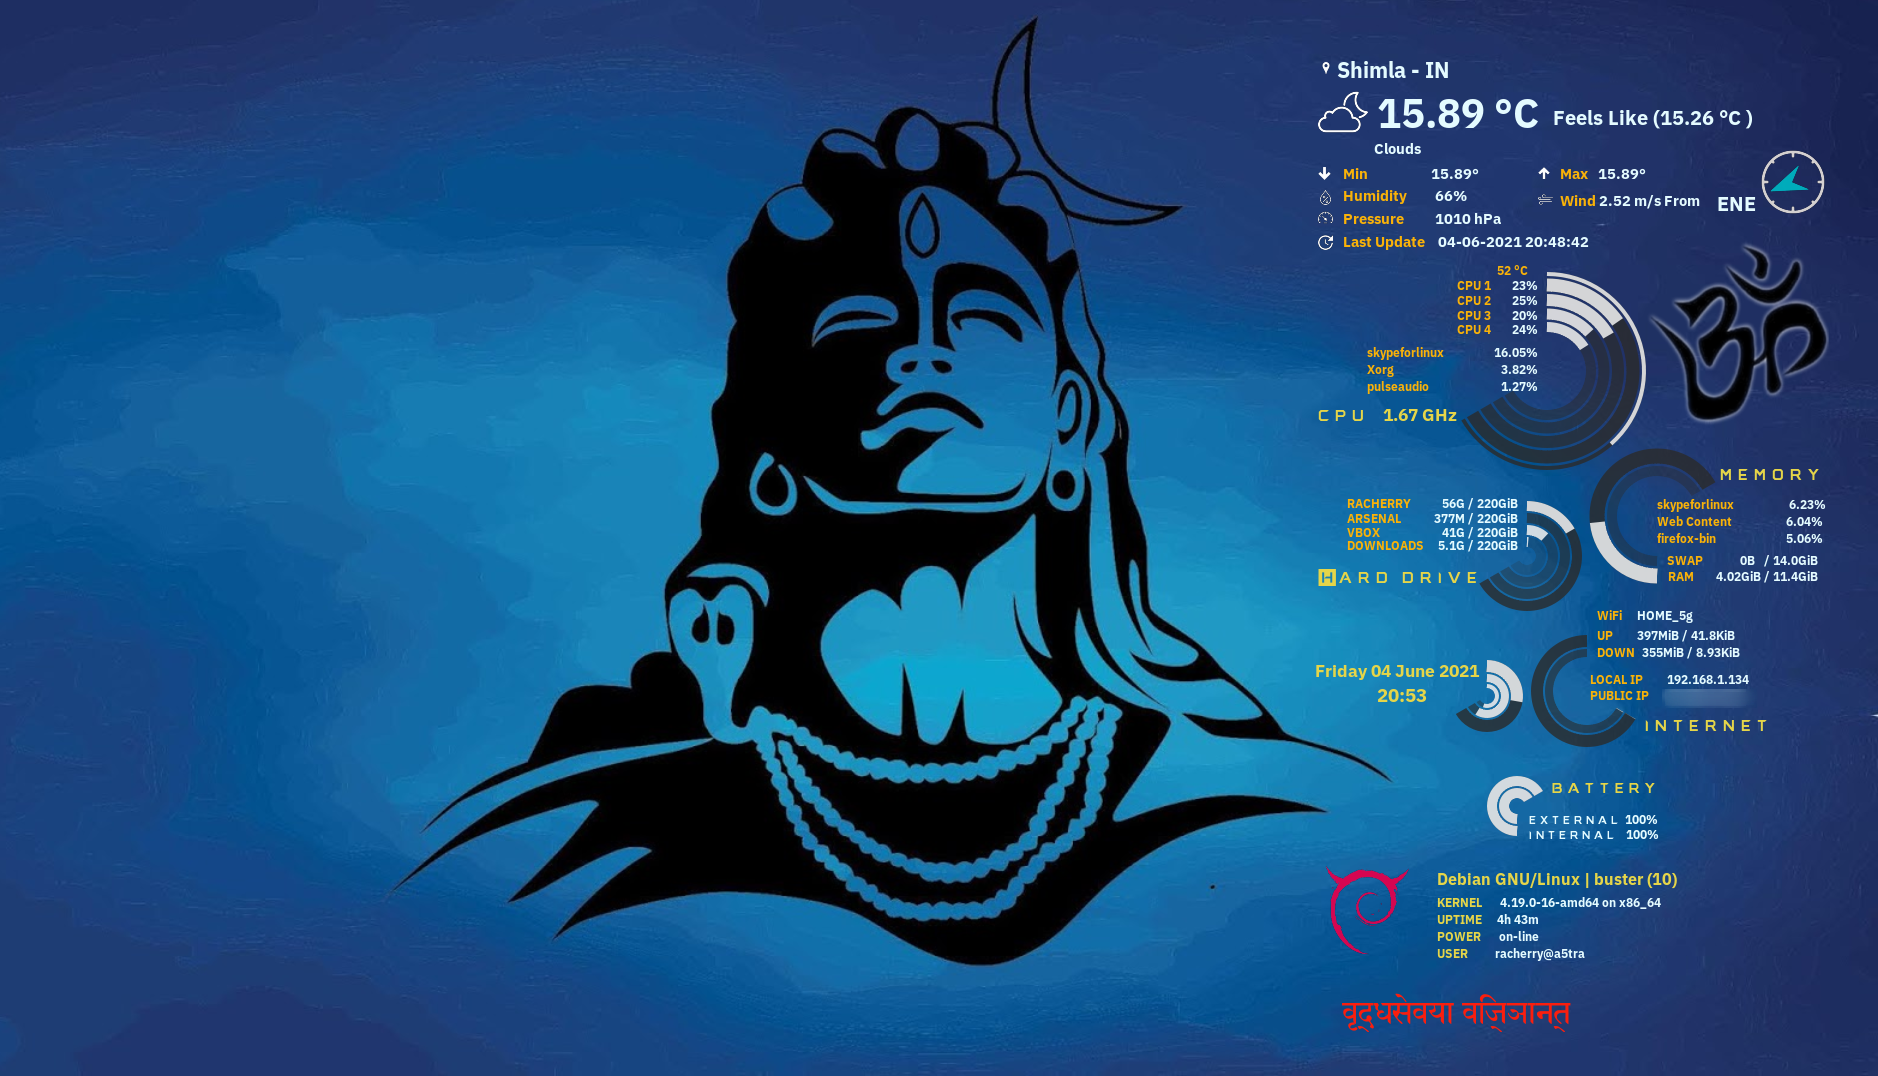 Shimla - IN
15.89 °C Feels Like (15.26 °C )
Clouds
Min 15.89° Max 15.89°
Humidity 66%
Wind 2.52 m/s From ENE
Pressure 1010 hPa
Last Update 04-06-2021 20:48:42
ॐ
52 °C
CPU 1 23%
CPU 2 25%
CPU 3 20%
CPU 4 24%
skypeforlinux 16.05%
Xorg 3.82%
pulseaudio 1.27%
CPU 1.67 GHz
MEMORY
skypeforlinux 6.23%
Web Content 6.04%
firefox-bin 5.06%
SWAP 0B / 14.0GiB
RAM 4.02GiB / 11.4GiB
RACHERRY 56G / 220GiB
ARSENAL 377M / 220GiB
VBOX 41G / 220GiB
DOWNLOADS 5.1G / 220GiB
HARD DRIVE
WiFi HOME_5g
UP 397MiB / 41.8KiB
DOWN 355MiB / 8.93KiB
LOCAL IP 192.168.1.134
PUBLIC IP
INTERNET
Friday 04 June 2021
20:53
BATTERY
EXTERNAL 100%
INTERNAL 100%
Debian GNU/Linux | buster (10)
KERNEL 4.19.0-16-amd64 on x86_64
UPTIME 4h 43m
POWER on-line
USER racherry@a5tra
वृद्धसेवया विज्ञानत्